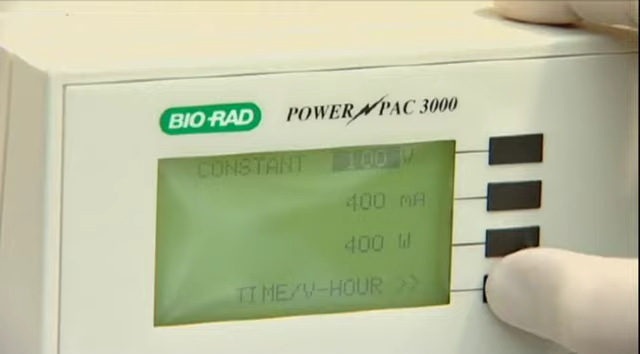 BIO-RAD POWER PAC 3000
CONSTANT 100 V
400 mA
400 W
TIME/V-HOUR >>